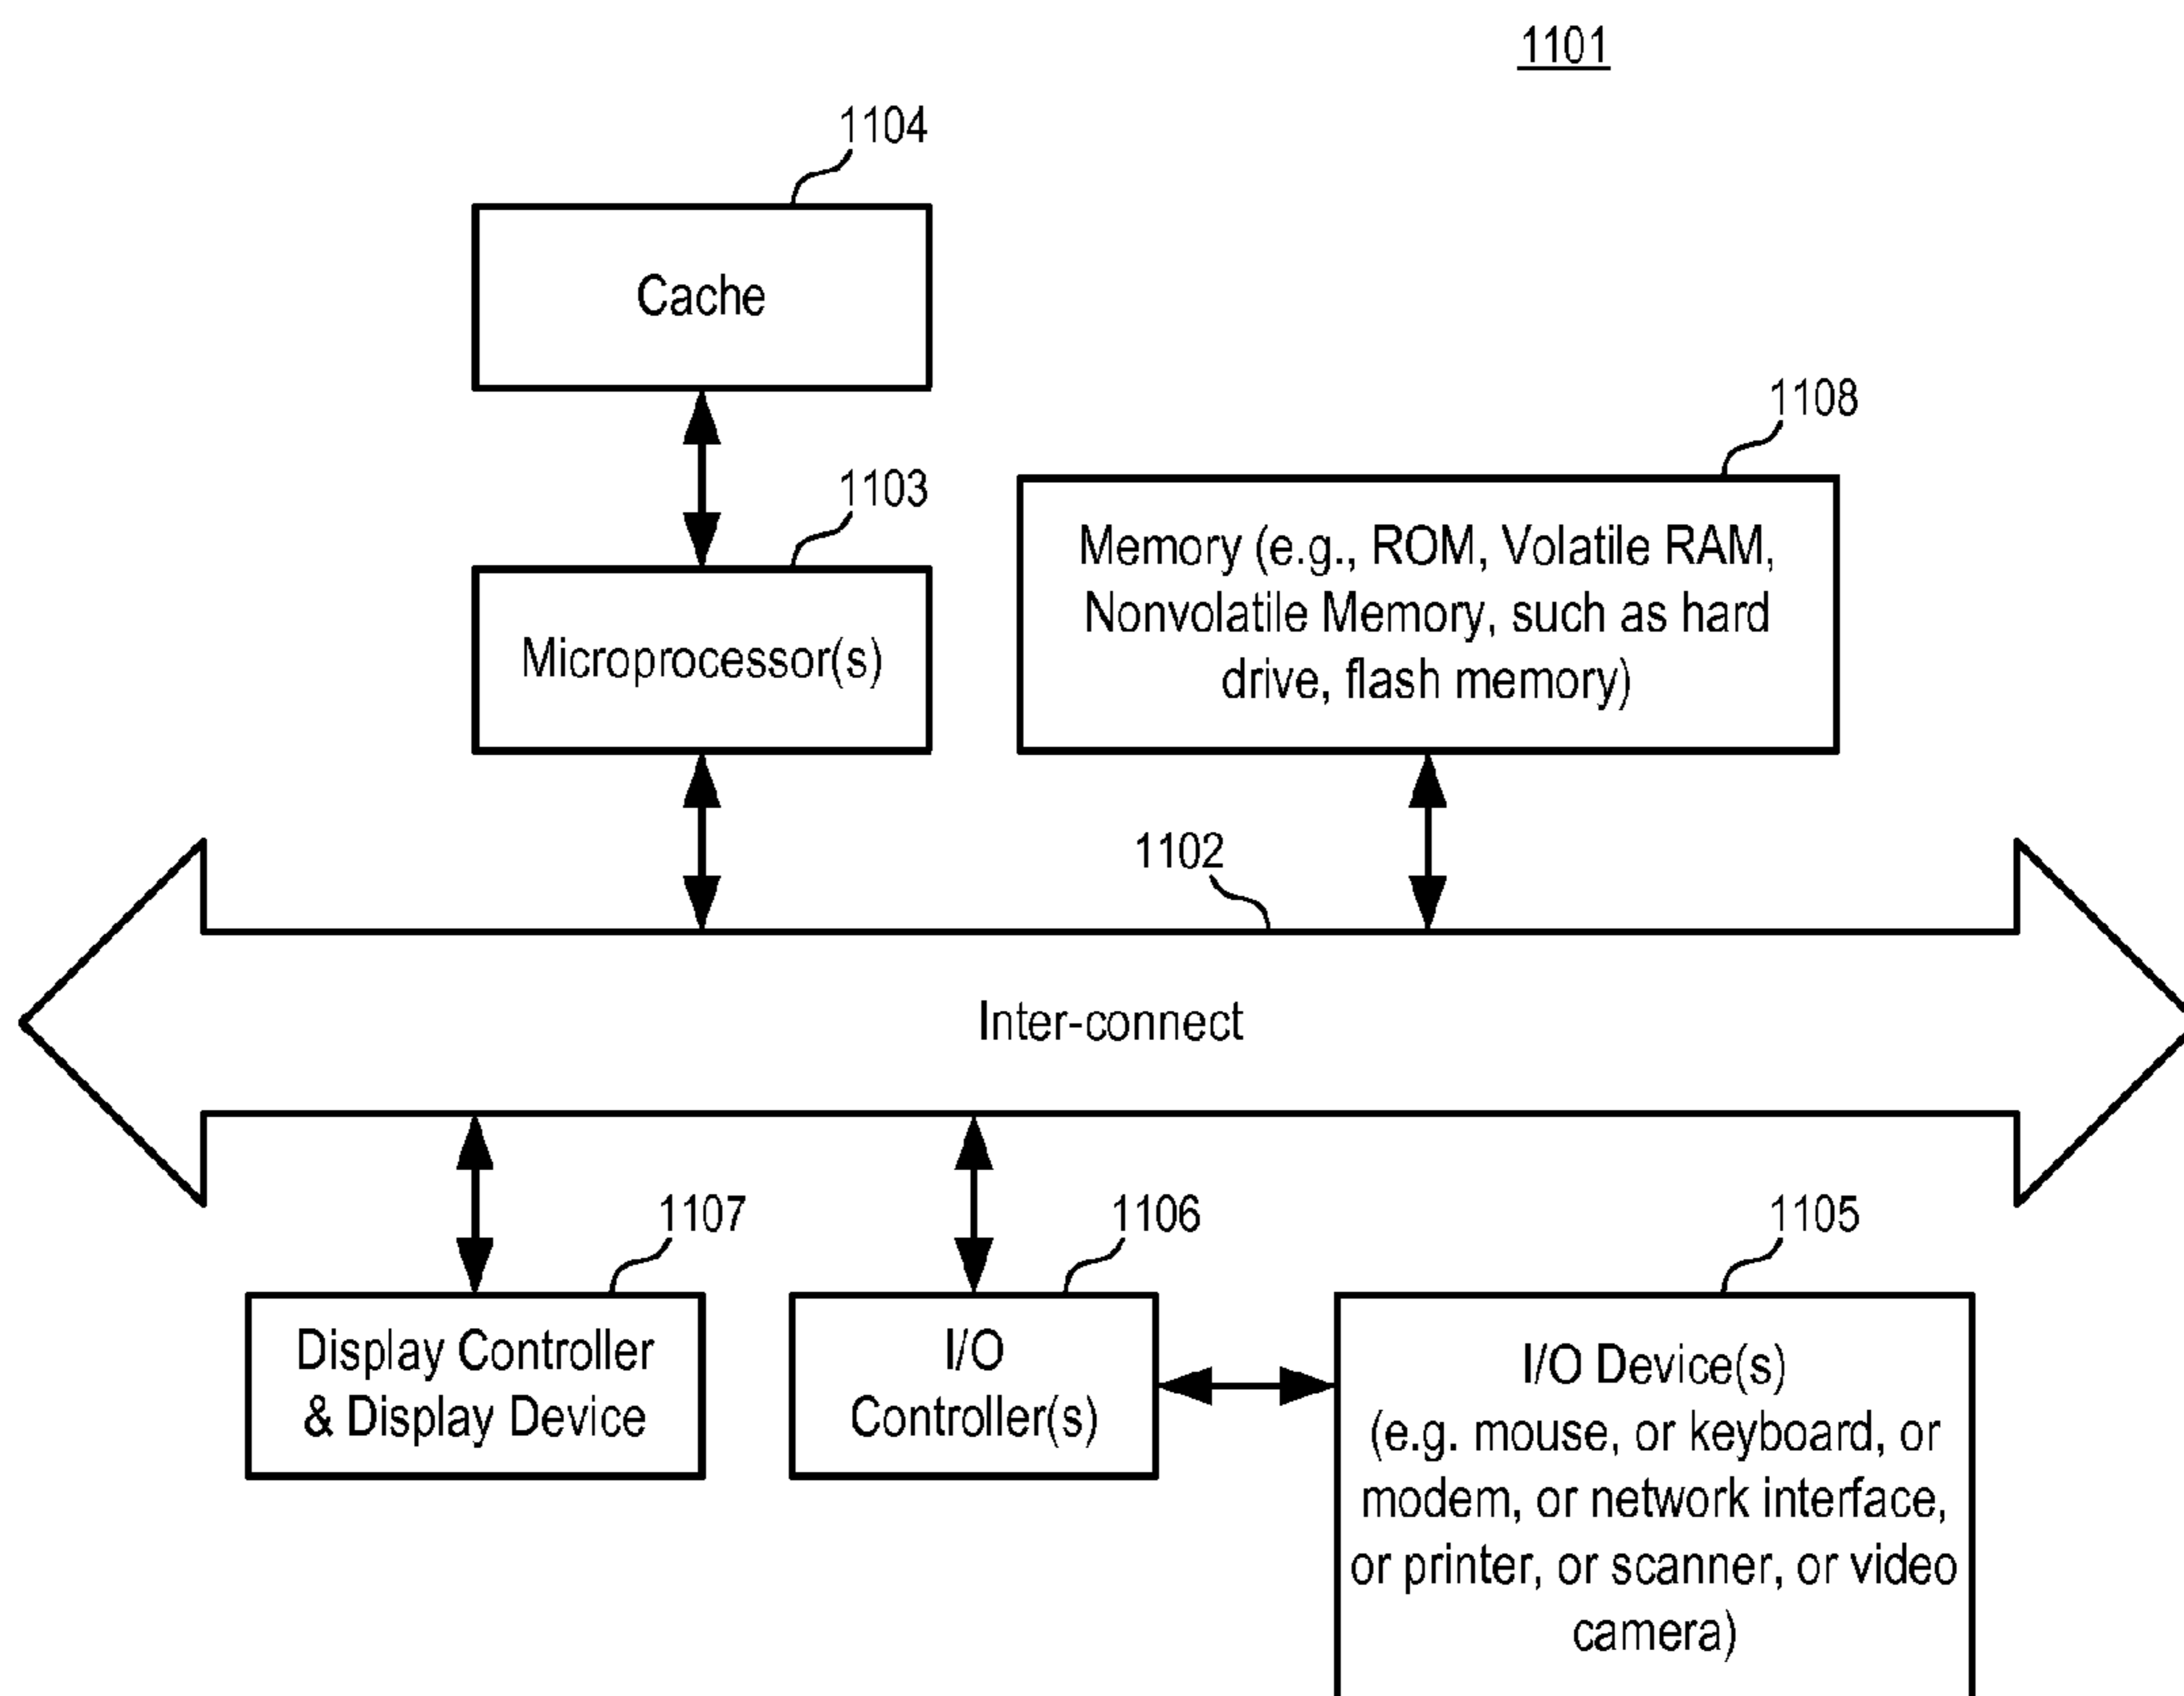 1101
1104
Cache
1108
1103
Memory (e.g., ROM, Volatile RAM,
Nonvolatile Memory, such as hard
drive, flash memory)
Microprocessor(s)
1102
Inter-connect
1107
1106
1105
Display Controller
& Display Device
I/O
Controller(s)
I/O Device(s)
(e.g. mouse, or keyboard, or
modem, or network interface,
or printer, or scanner, or video
camera)